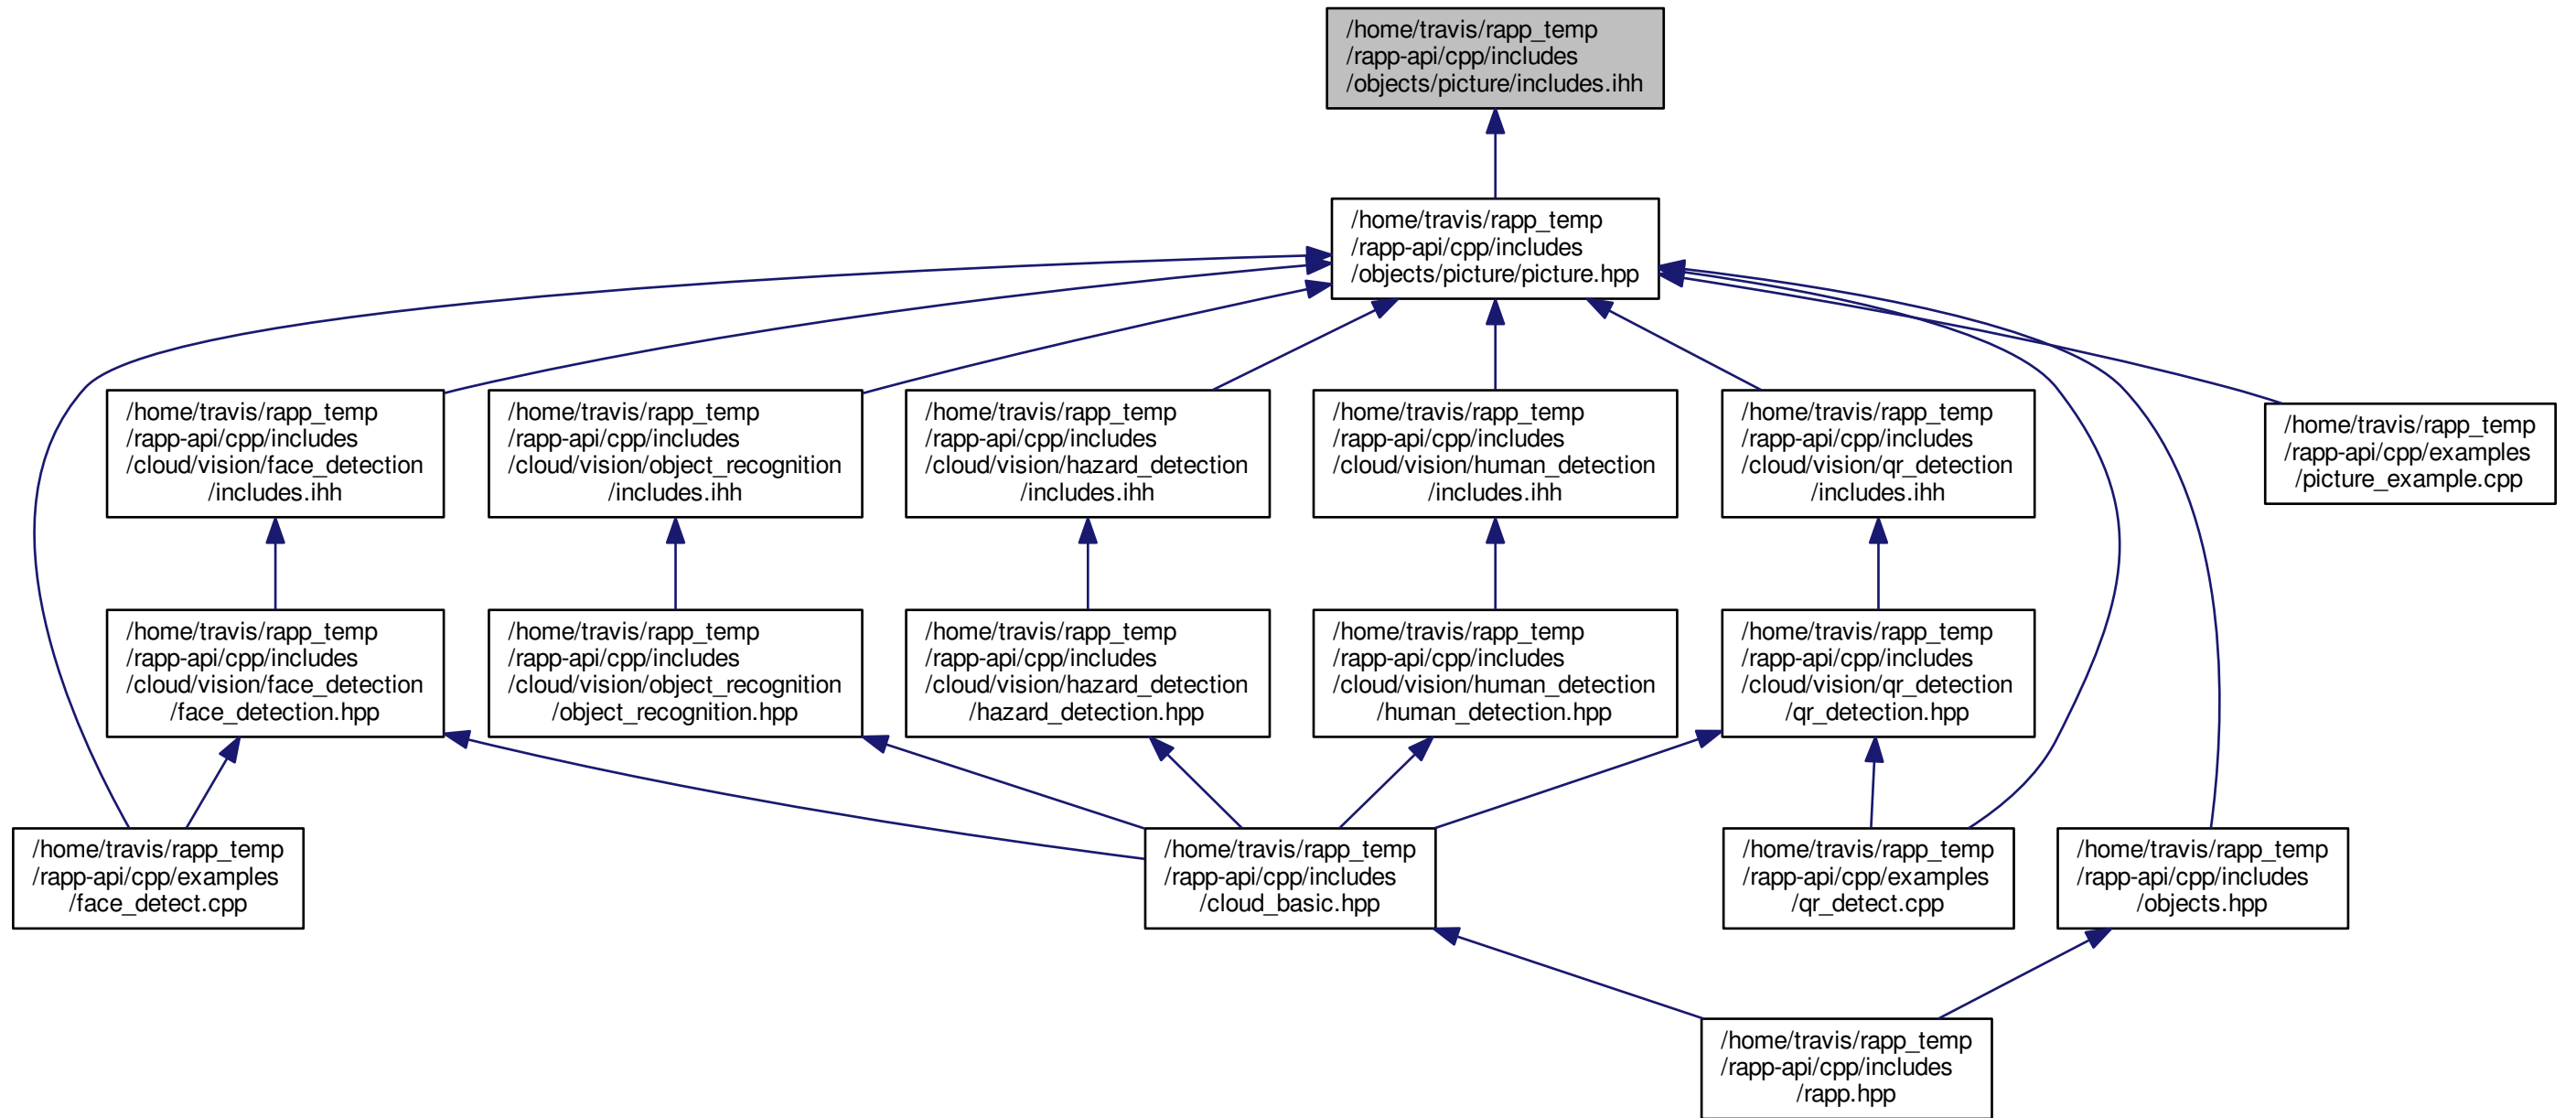 /home/travis/rapp_temp
/rapp-api/cpp/includes
/objects/picture/includes.ihh
/home/travis/rapp_temp
/rapp-api/cpp/includes
/objects/picture/picture.hpp
/home/travis/rapp_temp
/rapp-api/cpp/includes
/cloud/vision/face_detection
/includes.ihh
/home/travis/rapp_temp
/rapp-api/cpp/includes
/cloud/vision/object_recognition
/includes.ihh
/home/travis/rapp_temp
/rapp-api/cpp/includes
/cloud/vision/hazard_detection
/includes.ihh
/home/travis/rapp_temp
/rapp-api/cpp/includes
/cloud/vision/human_detection
/includes.ihh
/home/travis/rapp_temp
/rapp-api/cpp/includes
/cloud/vision/qr_detection
/includes.ihh
/home/travis/rapp_temp
/rapp-api/cpp/examples
/picture_example.cpp
/home/travis/rapp_temp
/rapp-api/cpp/includes
/cloud/vision/face_detection
/face_detection.hpp
/home/travis/rapp_temp
/rapp-api/cpp/includes
/cloud/vision/object_recognition
/object_recognition.hpp
/home/travis/rapp_temp
/rapp-api/cpp/includes
/cloud/vision/hazard_detection
/hazard_detection.hpp
/home/travis/rapp_temp
/rapp-api/cpp/includes
/cloud/vision/human_detection
/human_detection.hpp
/home/travis/rapp_temp
/rapp-api/cpp/includes
/cloud/vision/qr_detection
/qr_detection.hpp
/home/travis/rapp_temp
/rapp-api/cpp/examples
/face_detect.cpp
/home/travis/rapp_temp
/rapp-api/cpp/includes
/cloud_basic.hpp
/home/travis/rapp_temp
/rapp-api/cpp/examples
/qr_detect.cpp
/home/travis/rapp_temp
/rapp-api/cpp/includes
/objects.hpp
/home/travis/rapp_temp
/rapp-api/cpp/includes
/rapp.hpp